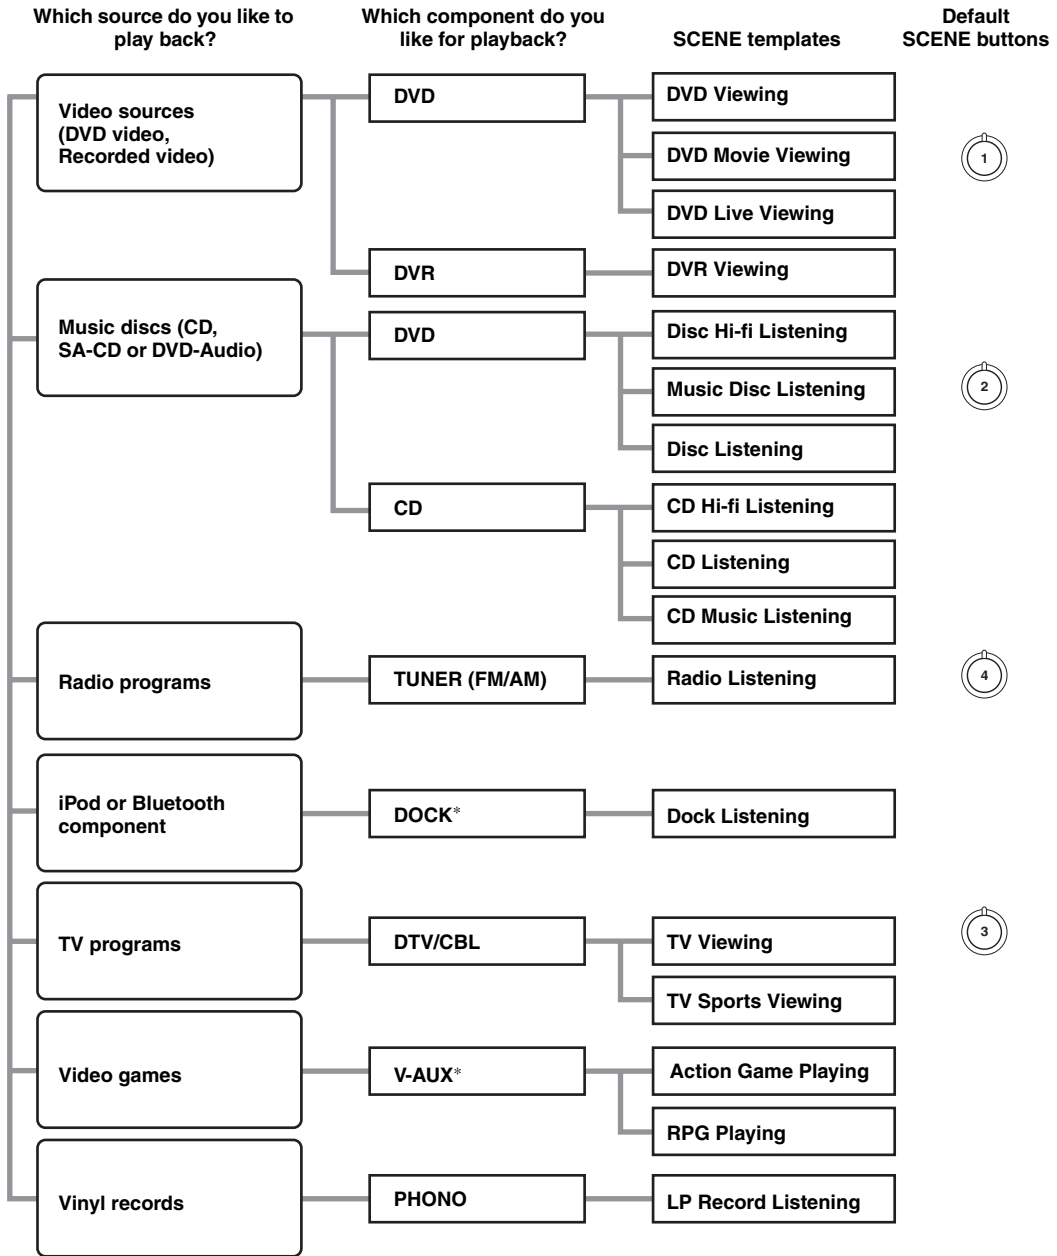 Which source do you like to
play back?
Which component do you
like for playback?
SCENE templates
Default
SCENE buttons
Video sources
(DVD video,
Recorded video)
DVD
DVD Viewing
DVD Movie Viewing
1
DVD Live Viewing
DVR
DVR Viewing
Music discs (CD,
SA-CD or DVD-Audio)
DVD
Disc Hi-fi Listening
Music Disc Listening
2
Disc Listening
CD
CD Hi-fi Listening
CD Listening
CD Music Listening
Radio programs
TUNER (FM/AM)
Radio Listening
4
iPod or Bluetooth
component
DOCK*
Dock Listening
TV programs
DTV/CBL
TV Viewing
3
TV Sports Viewing
Video games
V-AUX*
Action Game Playing
RPG Playing
Vinyl records
PHONO
LP Record Listening